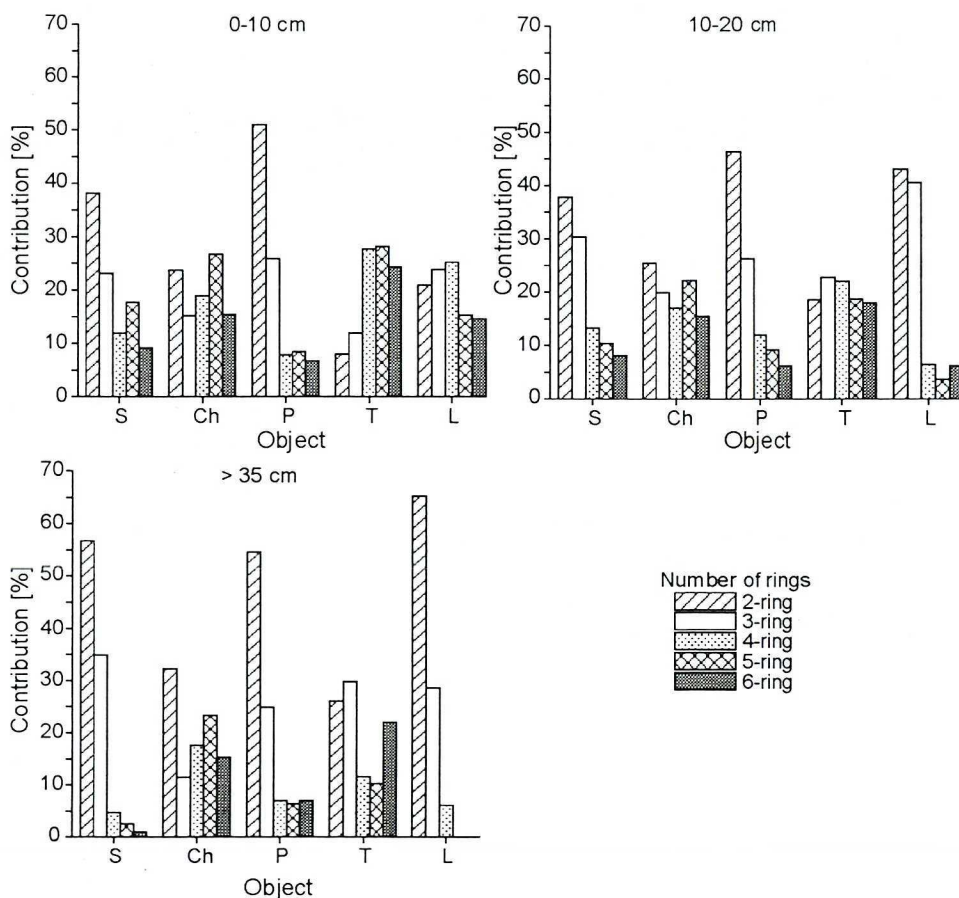 0-10 cm
Contribution [%]
70
60
50
40
30
20
10
0
S Ch P T L
Object
10-20 cm
Contribution [%]
70
60
50
40
30
20
10
0
S Ch P T L
Object
> 35 cm
Contribution [%]
70
60
50
40
30
20
10
0
S Ch P T L
Object
Number of rings
2-ring
3-ring
4-ring
5-ring
6-ring